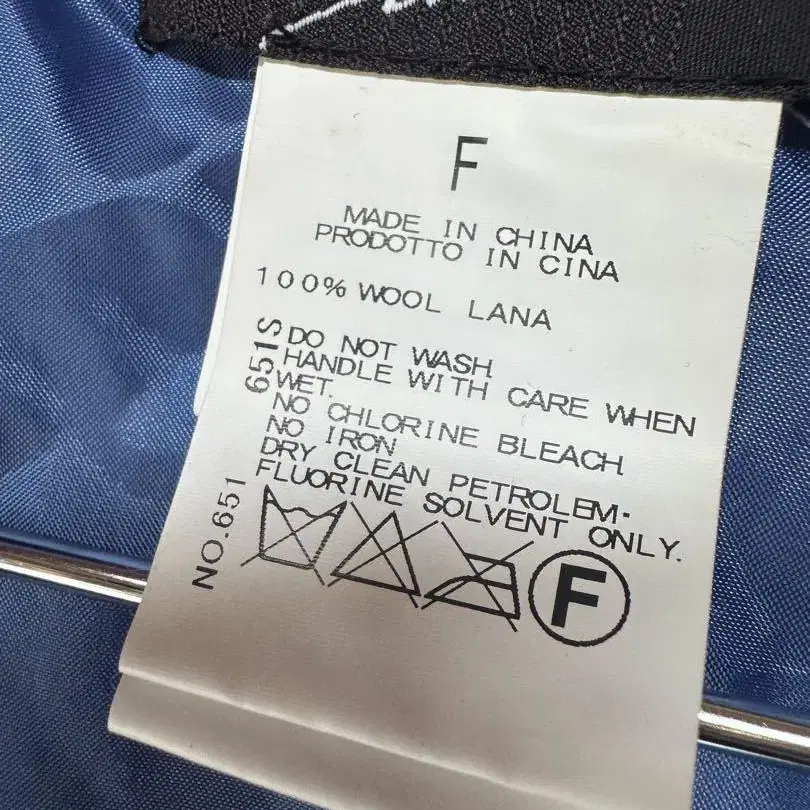 F
MADE IN CHINA
PRODOTTO IN CINA
100% WOOL LANA
651S
DO NOT WASH
HANDLE WITH CARE WHEN
WET.
NO CHLORINE BLEACH
NO IRON
DRY CLEAN PETROLEM-
FLUORINE SOLVENT ONLY.
NO.651
F